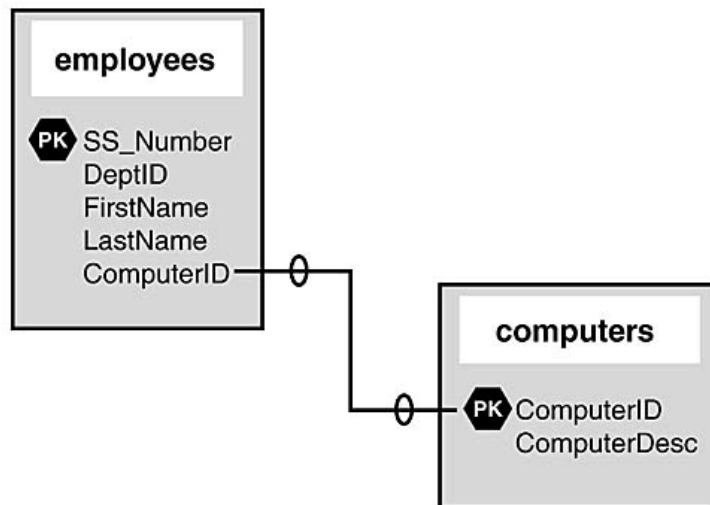 employees
PK SS_Number
DeptID
FirstName
LastName
ComputerID
computers
PK ComputerID
ComputerDesc